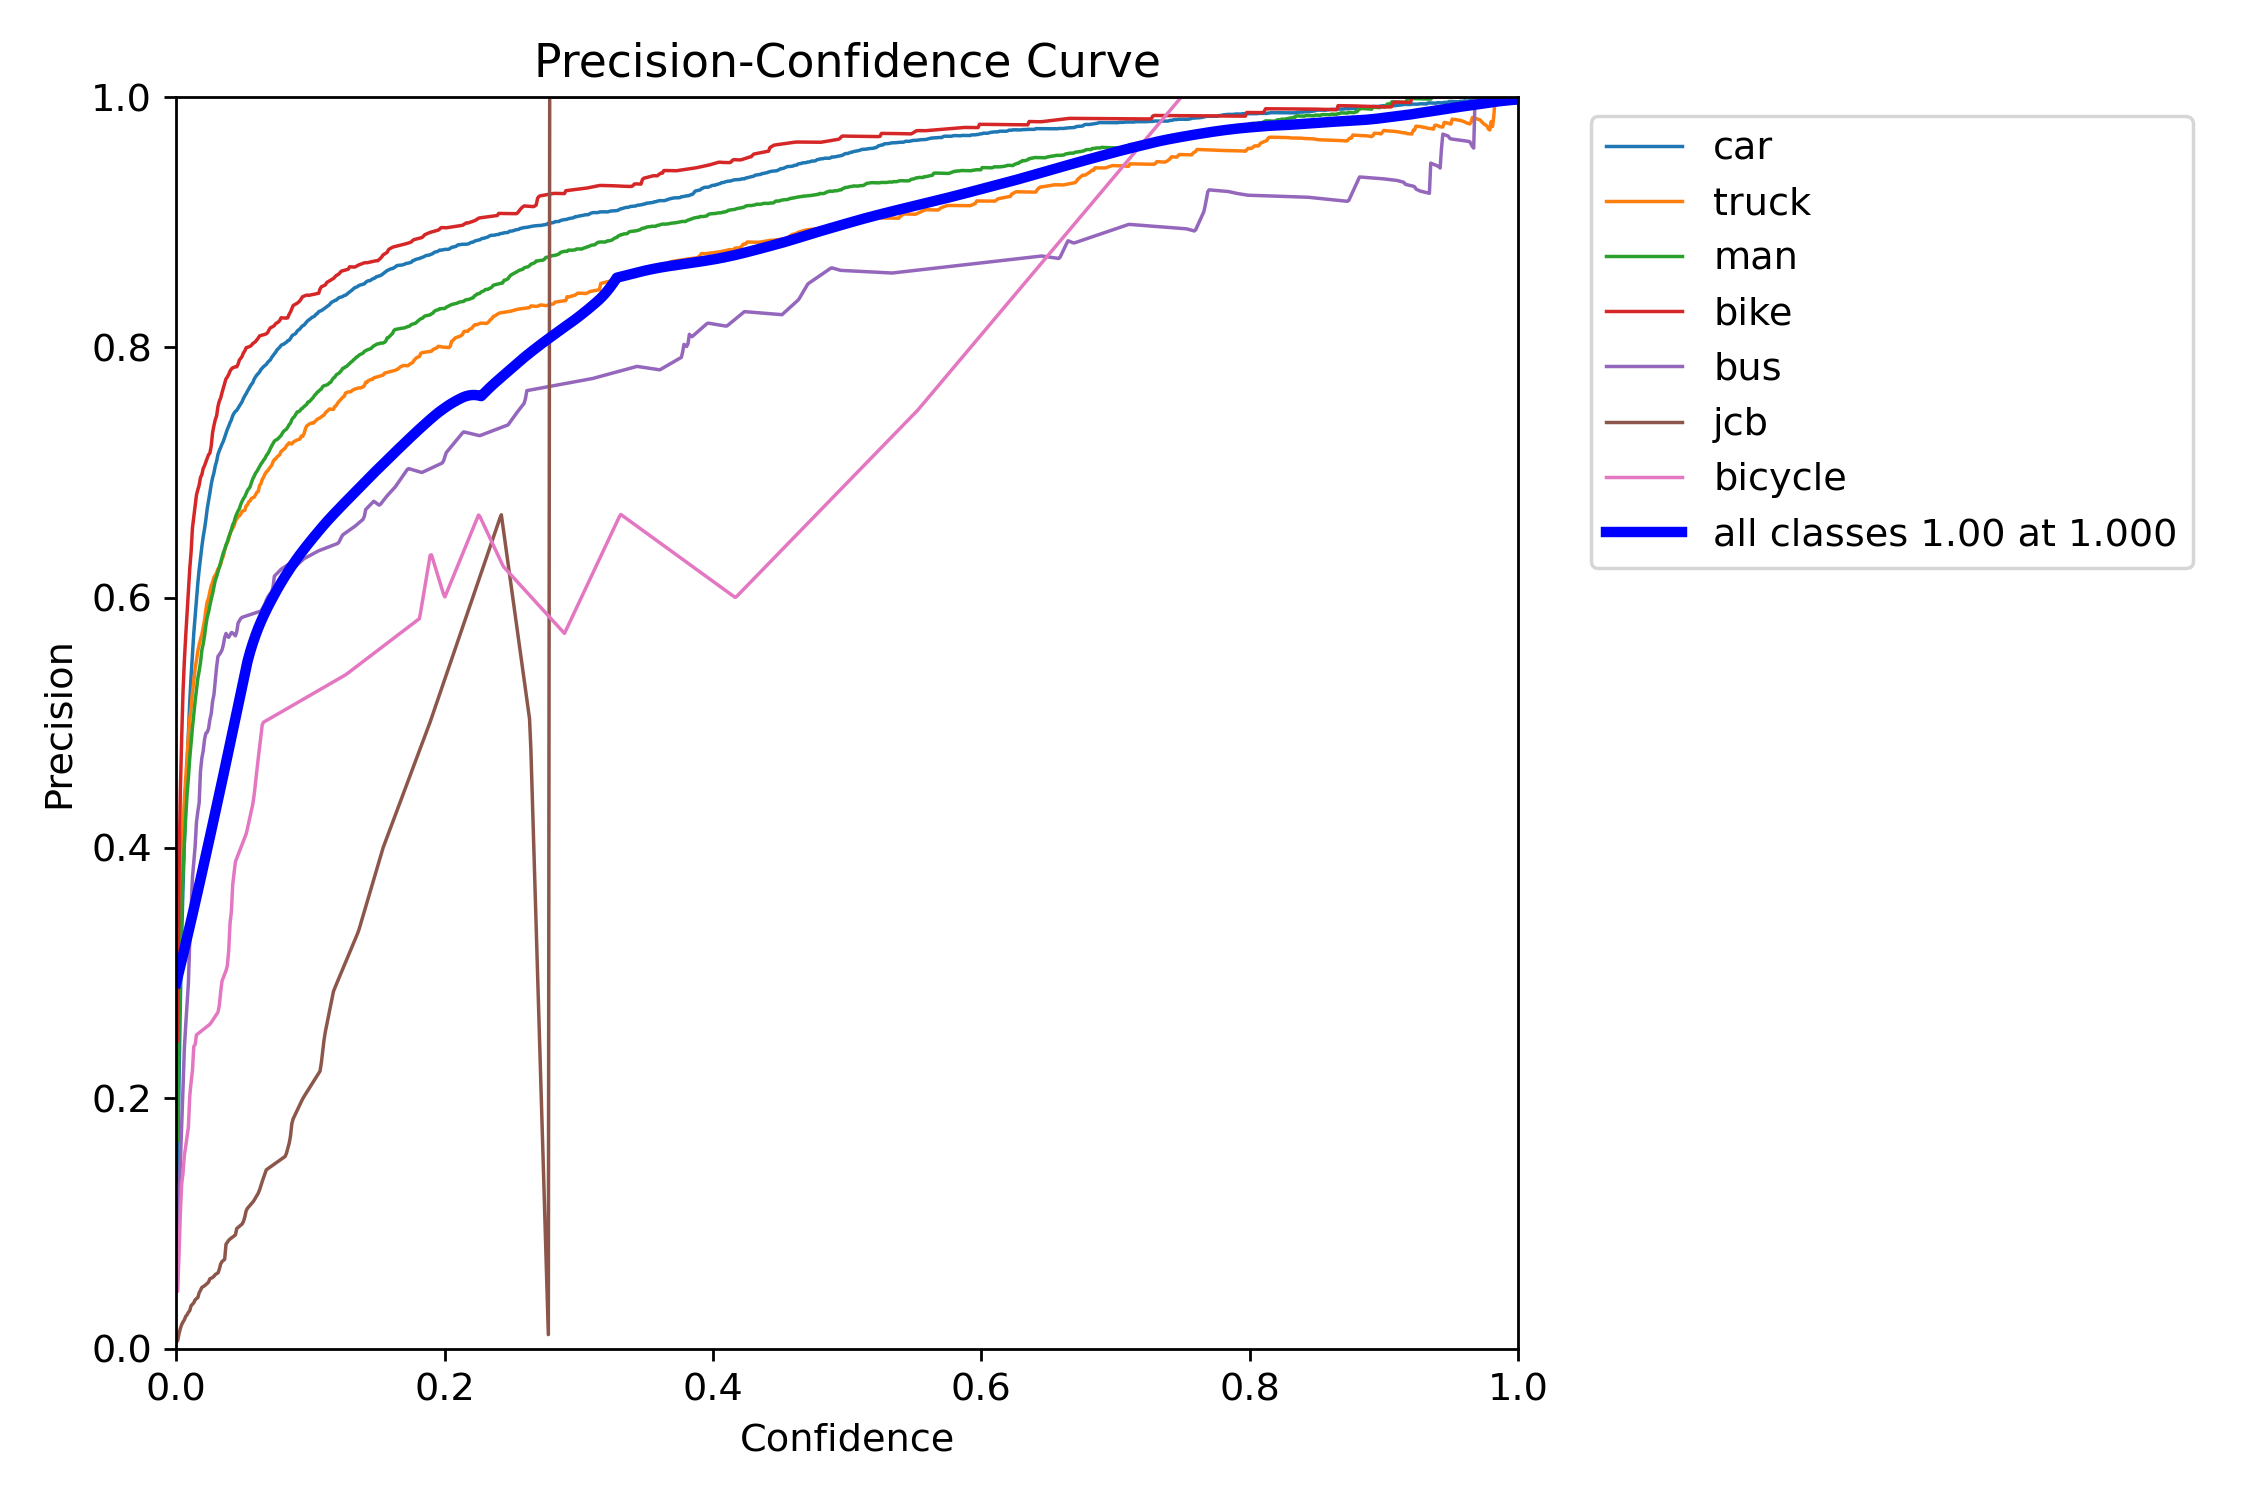 Precision-Confidence Curve
1.0
0.8
0.6
0.4
0.2
0.0
Precision
0.0 0.2 0.4 0.6 0.8 1.0
Confidence
car
truck
man
bike
bus
jcb
bicycle
all classes 1.00 at 1.000